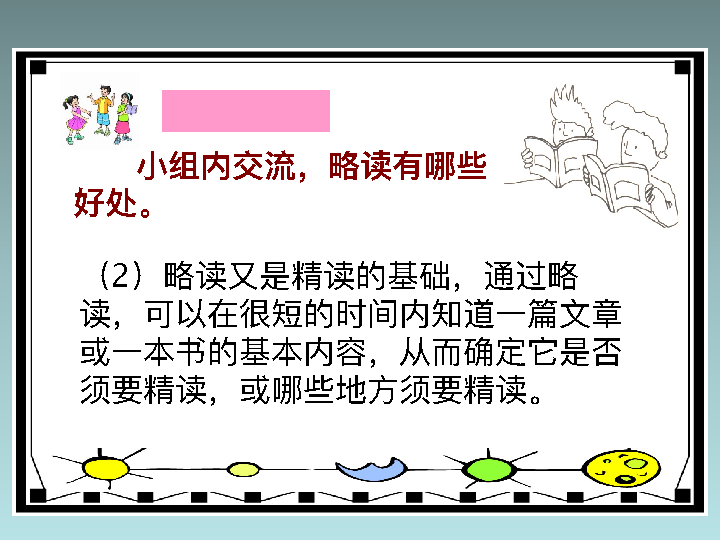 小组内交流，略读有哪些
好处。
（2）略读又是精读的基础，通过略
读，可以在很短的时间内知道一篇文章
或一本书的基本内容，从而确定它是否
须要精读，或哪些地方须要精读。